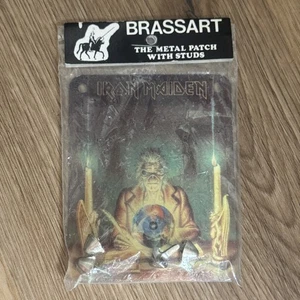 BRASSART
THE METAL PATCH
WITH STUDS
IRON MAIDEN